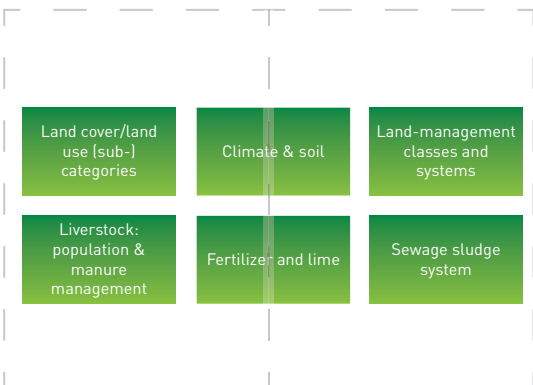 Land cover/land
use (sub-)
categories
Climate & soil
Land-management
classes and
systems
Liverstock:
population &
manure
management
Fertilizer and lime
Sewage sludge
system